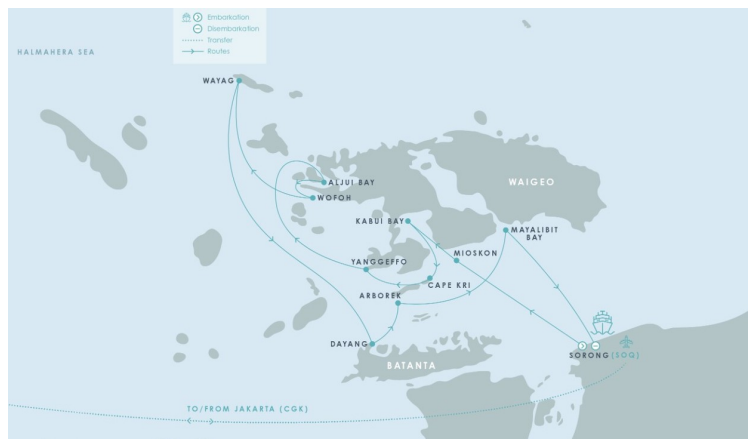 Embarkation
Disembarkation
Transfer
Routes
HALMAHERA SEA
WAYAG
ALJUI BAY
WAIGEO
WOFOH
KABUI BAY
MAYALIBIT
BAY
MIOSKON
YANGGEFFO
CAPE KRI
ARBOREK
DAYANG
SORONG (SOQ)
BATANTA
TO/FROM JAKARTA (CGK)